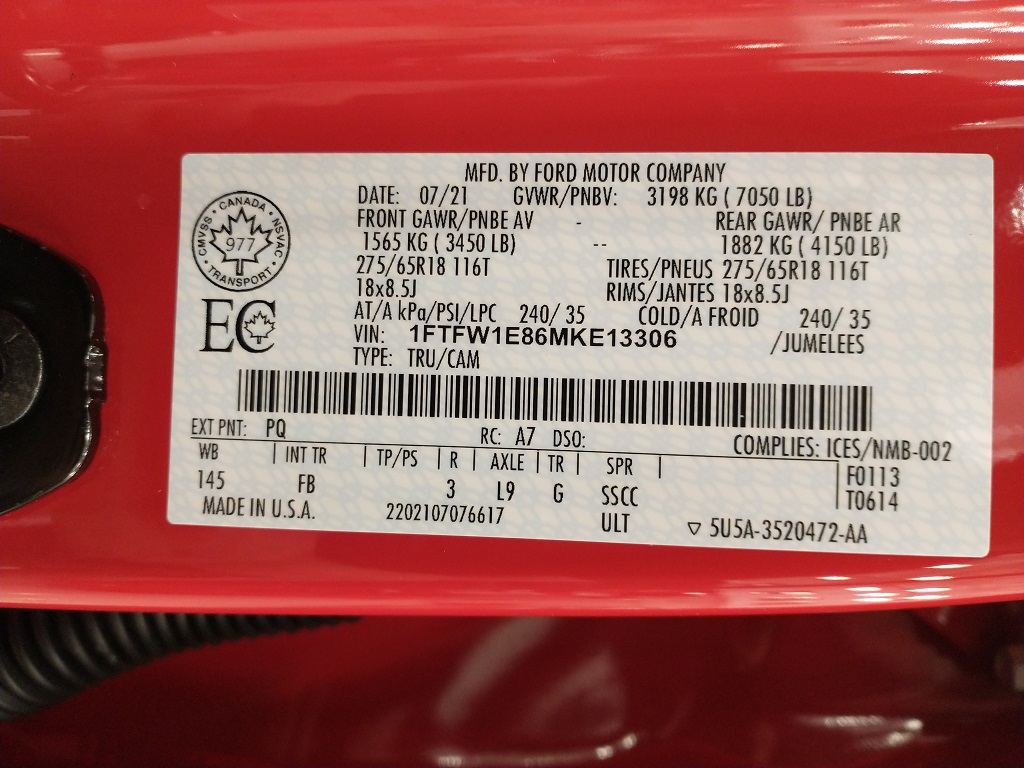 MFD. BY FORD MOTOR COMPANY
DATE: 07/21 GVWR/PNBV: 3198 KG ( 7050 LB)
FRONT GAWR/PNBE AV - REAR GAWR/ PNBE AR
1565 KG ( 3450 LB) -- 1882 KG ( 4150 LB)
275/65R18 116T TIRES/PNEUS 275/65R18 116T
18x8.5J RIMS/JANTES 18x8.5J
AT/A kPa/PSI/LPC 240/ 35 COLD/A FROID 240/ 35
VIN: 1FTFW1E86MKE13306 /JUMELEES
TYPE: TRU/CAM
CMVSS · CANADA · NSVAC
977
· TRANSPORT ·
EC
EXT PNT: PQ RC: A7 DSO: COMPLIES: ICES/NMB-002
WB | INT TR | TP/PS | R | AXLE | TR | SPR | F0113
145 FB 3 L9 G SSCC T0614
MADE IN U.S.A. 2202107076617 ULT ▽ 5U5A-3520472-AA